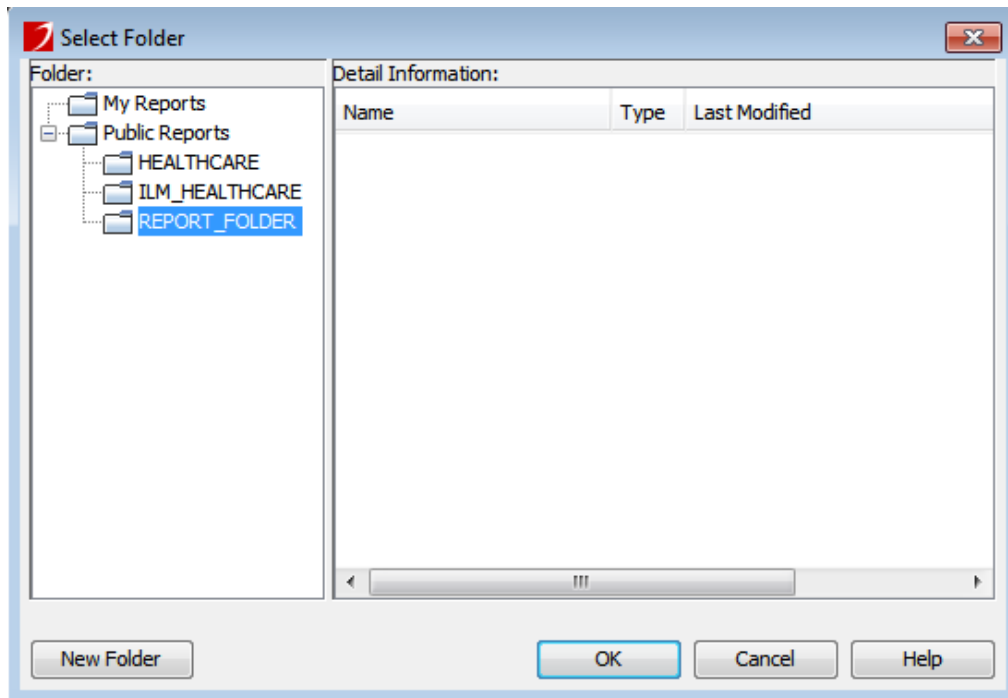 Select Folder
Folder:
My Reports
Public Reports
HEALTHCARE
ILM_HEALTHCARE
REPORT_FOLDER
Detail Information:
Name Type Last Modified
New Folder OK Cancel Help